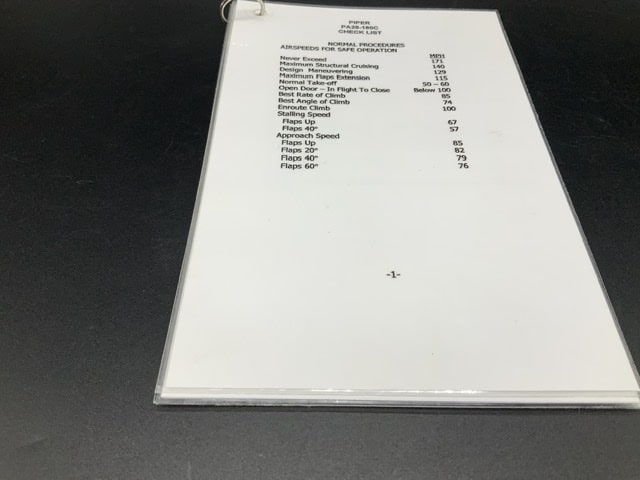 PIPER
PA28-180C
CHECK LIST
NORMAL PROCEDURES
AIRSPEEDS FOR SAFE OPERATION MPH
Never Exceed 171
Maximum Structural Cruising 140
Design Maneuvering 129
Maximum Flaps Extension 115
Normal Take-off 50 – 60
Open Door – In Flight To Close Below 100
Best Rate of Climb 85
Best Angle of Climb 74
Enroute Climb 100
Stalling Speed
Flaps Up 67
Flaps 40° 57
Approach Speed
Flaps Up 85
Flaps 20° 82
Flaps 40° 79
Flaps 60° 76
-1-